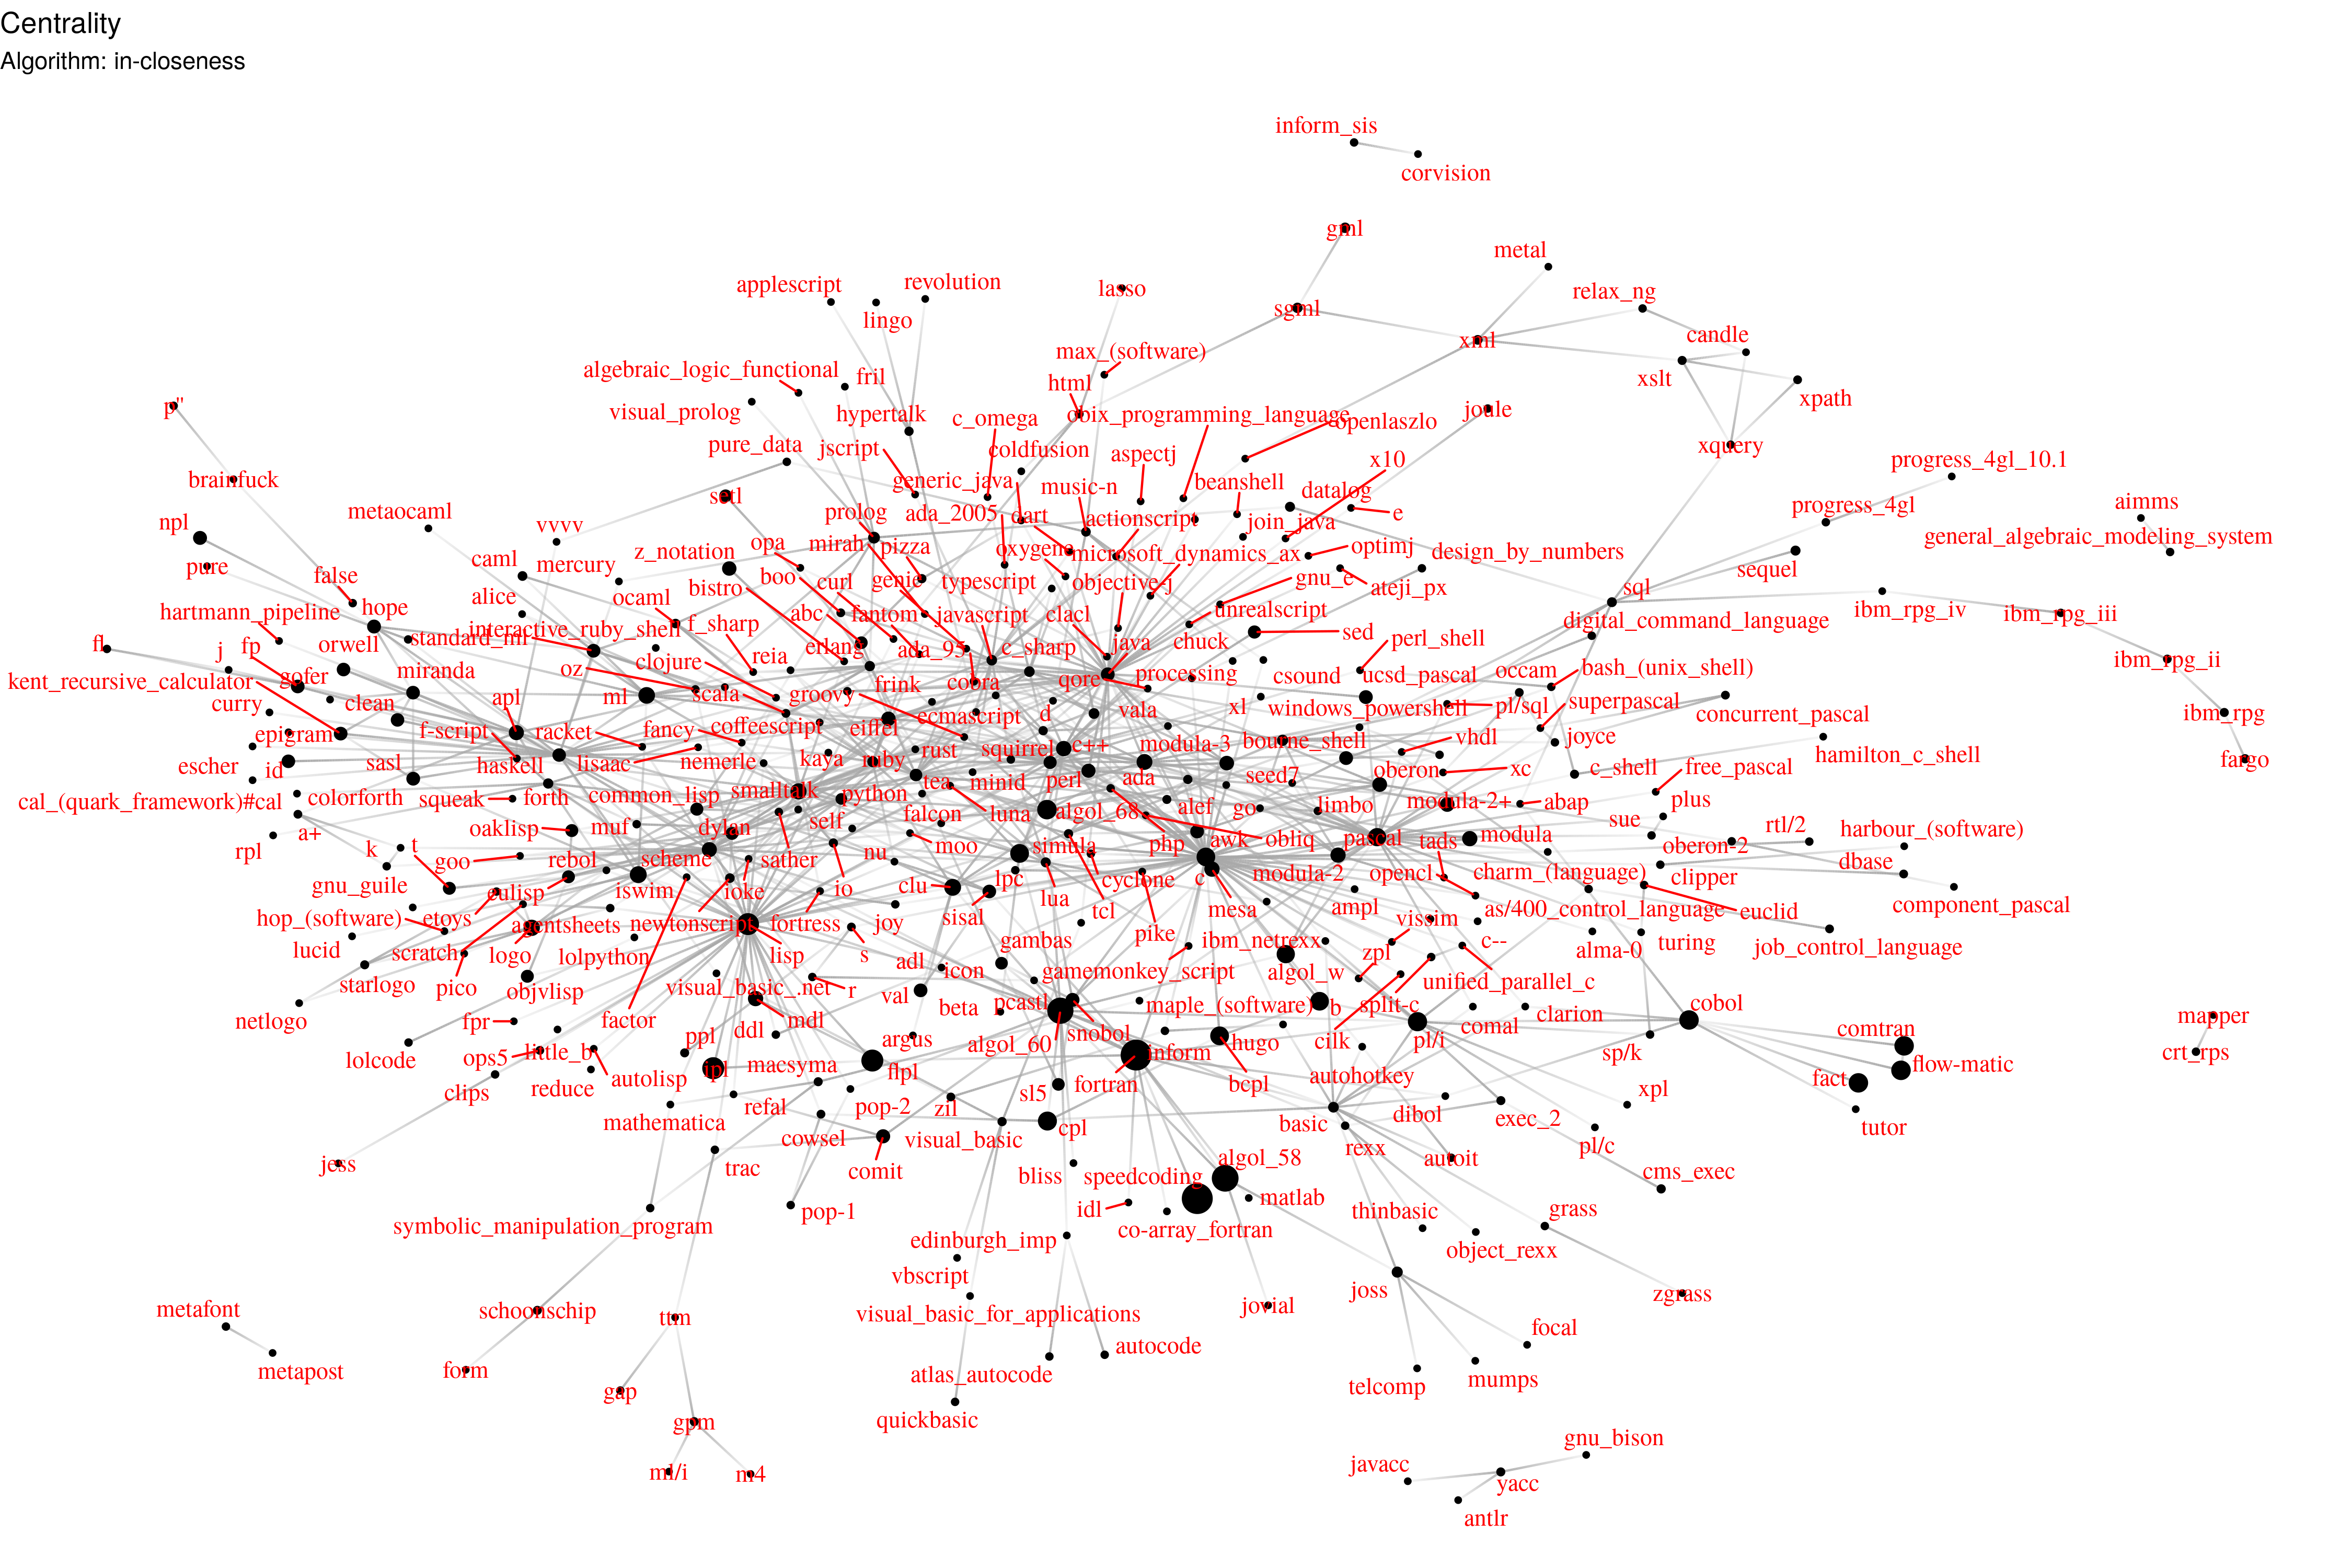 Centrality
Algorithm: in-closeness
inform_sis
corvision
gml
metal
applescript
revolution
lasso
relax_ng
lingo
sgml
candle
xml
max_(software)
algebraic_logic_functional
fril
html
xslt
xpath
p"
visual_prolog
hypertalk
c_omega
obix_programming_language
openlaszlo
joule
pure_data
jscript
coldfusion
aspectj
x10
xquery
progress_4gl_10.1
brainfuck
generic_java
music-n
beanshell
datalog
setl
aimms
progress_4gl
metaocaml
npl
vvvv
prolog
ada_2005
dart
actionscript
join_java
e
general_algebraic_modeling_system
caml
mercury
z_notation
opa
mirah
pizza
oxygene
microsoft_dynamics_ax
optimj
design_by_numbers
pure
false
sequel
boo
curl
genie
typescript
objective-j
gnu_e
ateji_px
sql
bistro
alice
ocaml
hartmann_pipeline
hope
abc
fantom
javascript
clacl
unrealscript
ibm_rpg_iv
ibm_rpg_iii
digital_command_language
interactive_ruby_shell
f_sharp
standard_ml
orwell
fl
fp
j
erlang
ada_95
c_sharp
java
chuck
sed
perl_shell
reia
oz
clojure
ibm_rpg_ii
gofer
miranda
kent_recursive_calculator
scala
groovy
frink
cobra
qore
processing
csound
ucsd_pascal
occam
bash_(unix_shell)
curry
clean
apl
ml
xl
windows_powershell
pl/sql
superpascal
concurrent_pascal
ibm_rpg
ecmascript
d
vala
epigram
f-script
racket
fancy
coffeescript
eiffel
joyce
modula-3
bourne_shell
vhdl
squirrel
c++
rust
hamilton_c_shell
fargo
escher
id
sasl
haskell
lisaac
nemerle
kaya
ruby
perl
ada
seed7
oberon
xc
c_shell
free_pascal
tea
minid
cal_(quark_framework)#cal
colorforth
squeak
forth
common_lisp
smalltalk
python
luna
algol_68
alef
go
limbo
modula-2+
abap
plus
falcon
self
rpl
a+
oaklisp
muf
dylan
sue
rtl/2
harbour_(software)
k
t
goo
rebol
scheme
sather
nu
moo
simula
php
awk
obliq
pascal
tads
modula
oberon-2
dbase
gnu_guile
eulisp
iswim
ioke
io
clu
lpc
cyclone
c
modula-2
opencl
charm_(language)
clipper
hop_(software)
etoys
agentsheets
newtonscript
fortress
joy
sisal
lua
tcl
mesa
ampl
vissim
as/400_control_language
euclid
component_pascal
lucid
scratch
logo
lolpython
lisp
s
gambas
pike
ibm_netrexx
c--
alma-0
turing
job_control_language
starlogo
pico
objvlisp
visual_basic_.net
r
adl
icon
gamemonkey_script
algol_w
zpl
unified_parallel_c
netlogo
fpr
factor
ddl
mdl
val
beta
pcastl
maple_(software)
b
split-c
cobol
lolcode
ops5
little_b
ppl
argus
algol_60
snobol
hugo
cilk
pl/i
comal
clarion
comtran
mapper
crt_rps
clips
reduce
autolisp
ipl
macsyma
flpl
inform
fortran
bcpl
autohotkey
sp/k
flow-matic
fact
mathematica
refal
pop-2
zil
sl5
xpl
cowsel
visual_basic
cpl
basic
dibol
exec_2
tutor
jess
trac
comit
bliss
speedcoding
algol_58
rexx
autoit
pl/c
cms_exec
pop-1
idl
matlab
symbolic_manipulation_program
co-array_fortran
thinbasic
grass
edinburgh_imp
object_rexx
vbscript
joss
zgrass
metafont
schoonschip
ttm
visual_basic_for_applications
jovial
focal
metapost
form
gap
atlas_autocode
autocode
telcomp
mumps
gpm
quickbasic
ml/i
m4
javacc
gnu_bison
yacc
antlr